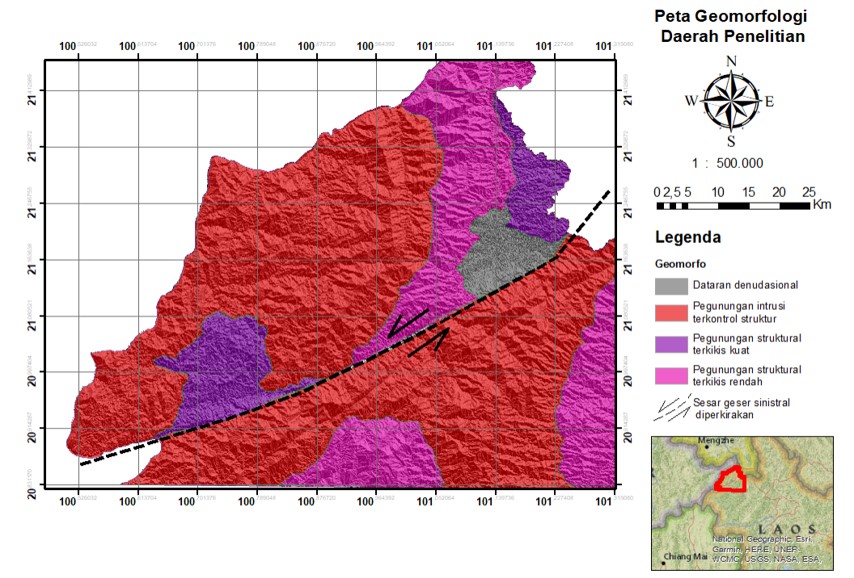 Peta Geomorfologi
Daerah Penelitian
N
W E
S
1 : 500.000
0 2,5 5 10 15 20 25
Km
Legenda
Geomorfo
Dataran denudasional
Pegunungan intrusi
terkontrol struktur
Pegunungan struktural
terkikis kuat
Pegunungan struktural
terkikis rendah
Sesar geser sinistral
diperkirakan
100 100 100 100 100 100 101 101 101 101
21
21
21
21
21
20
20
20
21
21
21
21
21
20
20
20
100 100 100 100 100 100 101 101 101 101
Mengzhe
LAOS
Chiang Mai
National Geographic, Esri,
Garmin, HERE, UNEP-
WCMC, USGS, NASA, ESA,